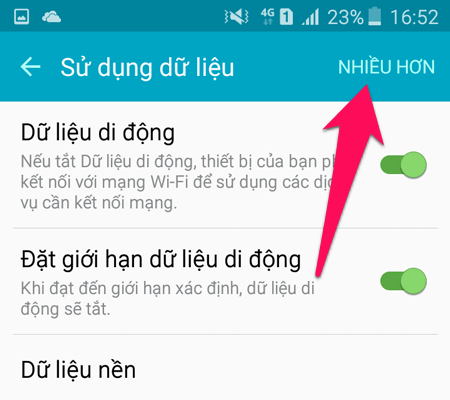 4G 1 23% 16:52
Sử dụng dữ liệu NHIỀU HƠN
Dữ liệu di động
Nếu tắt Dữ liệu di động, thiết bị của bạn
kết nối với mạng Wi-Fi để sử dụng các
vụ cần kết nối mạng.
Đặt giới hạn dữ liệu di động
Khi đạt đến giới hạn xác định, dữ liệu di
động sẽ tắt.
Dữ liệu nền